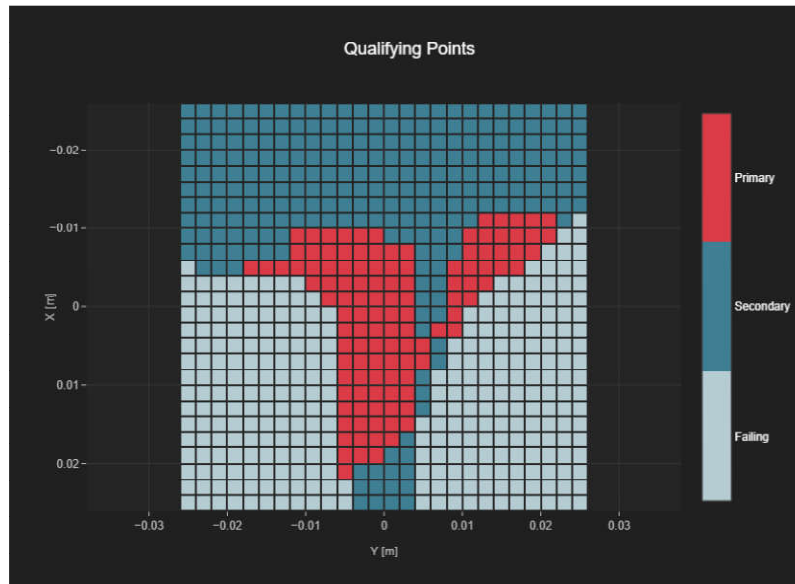 Qualifying Points
−0.02
−0.01
0
0.01
0.02
X [m]
−0.03
−0.02
−0.01
0
0.01
0.02
0.03
Y [m]
Primary
Secondary
Failing